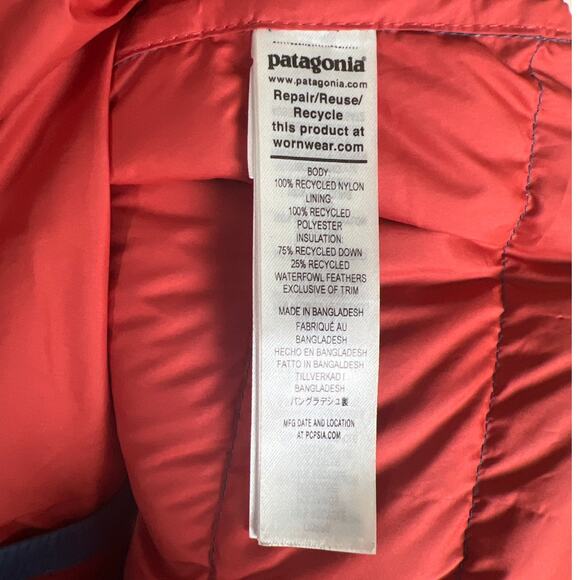 patagonia®
www.patagonia.com
Repair/Reuse/
Recycle
this product at
wornwear.com
BODY:
100% RECYCLED NYLON
LINING:
100% RECYCLED
POLYESTER
INSULATION:
75% RECYCLED DOWN
25% RECYCLED
WATERFOWL FEATHERS
EXCLUSIVE OF TRIM
MADE IN BANGLADESH
FABRIQUÉ AU
BANGLADESH
HECHO EN BANGLADESH
FATTO IN BANGALDESH
TILLVERKAD I
BANGLADESH
バングラデシュ製
MFG DATE AND LOCATION
AT PCPSIA.COM